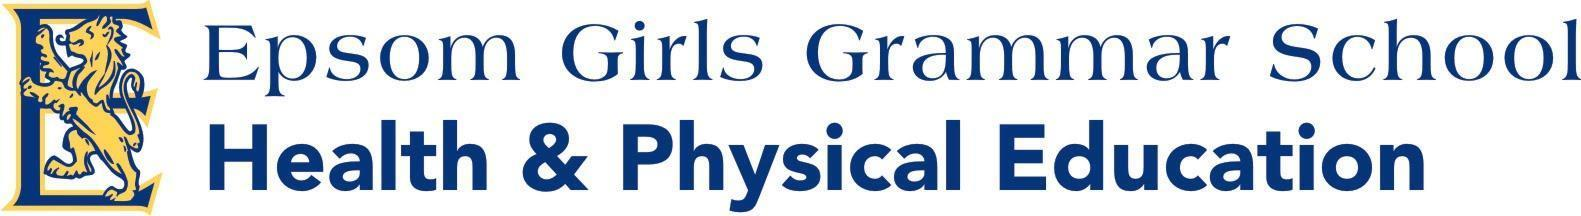 Epsom Girls Grammar School
Health & Physical Education